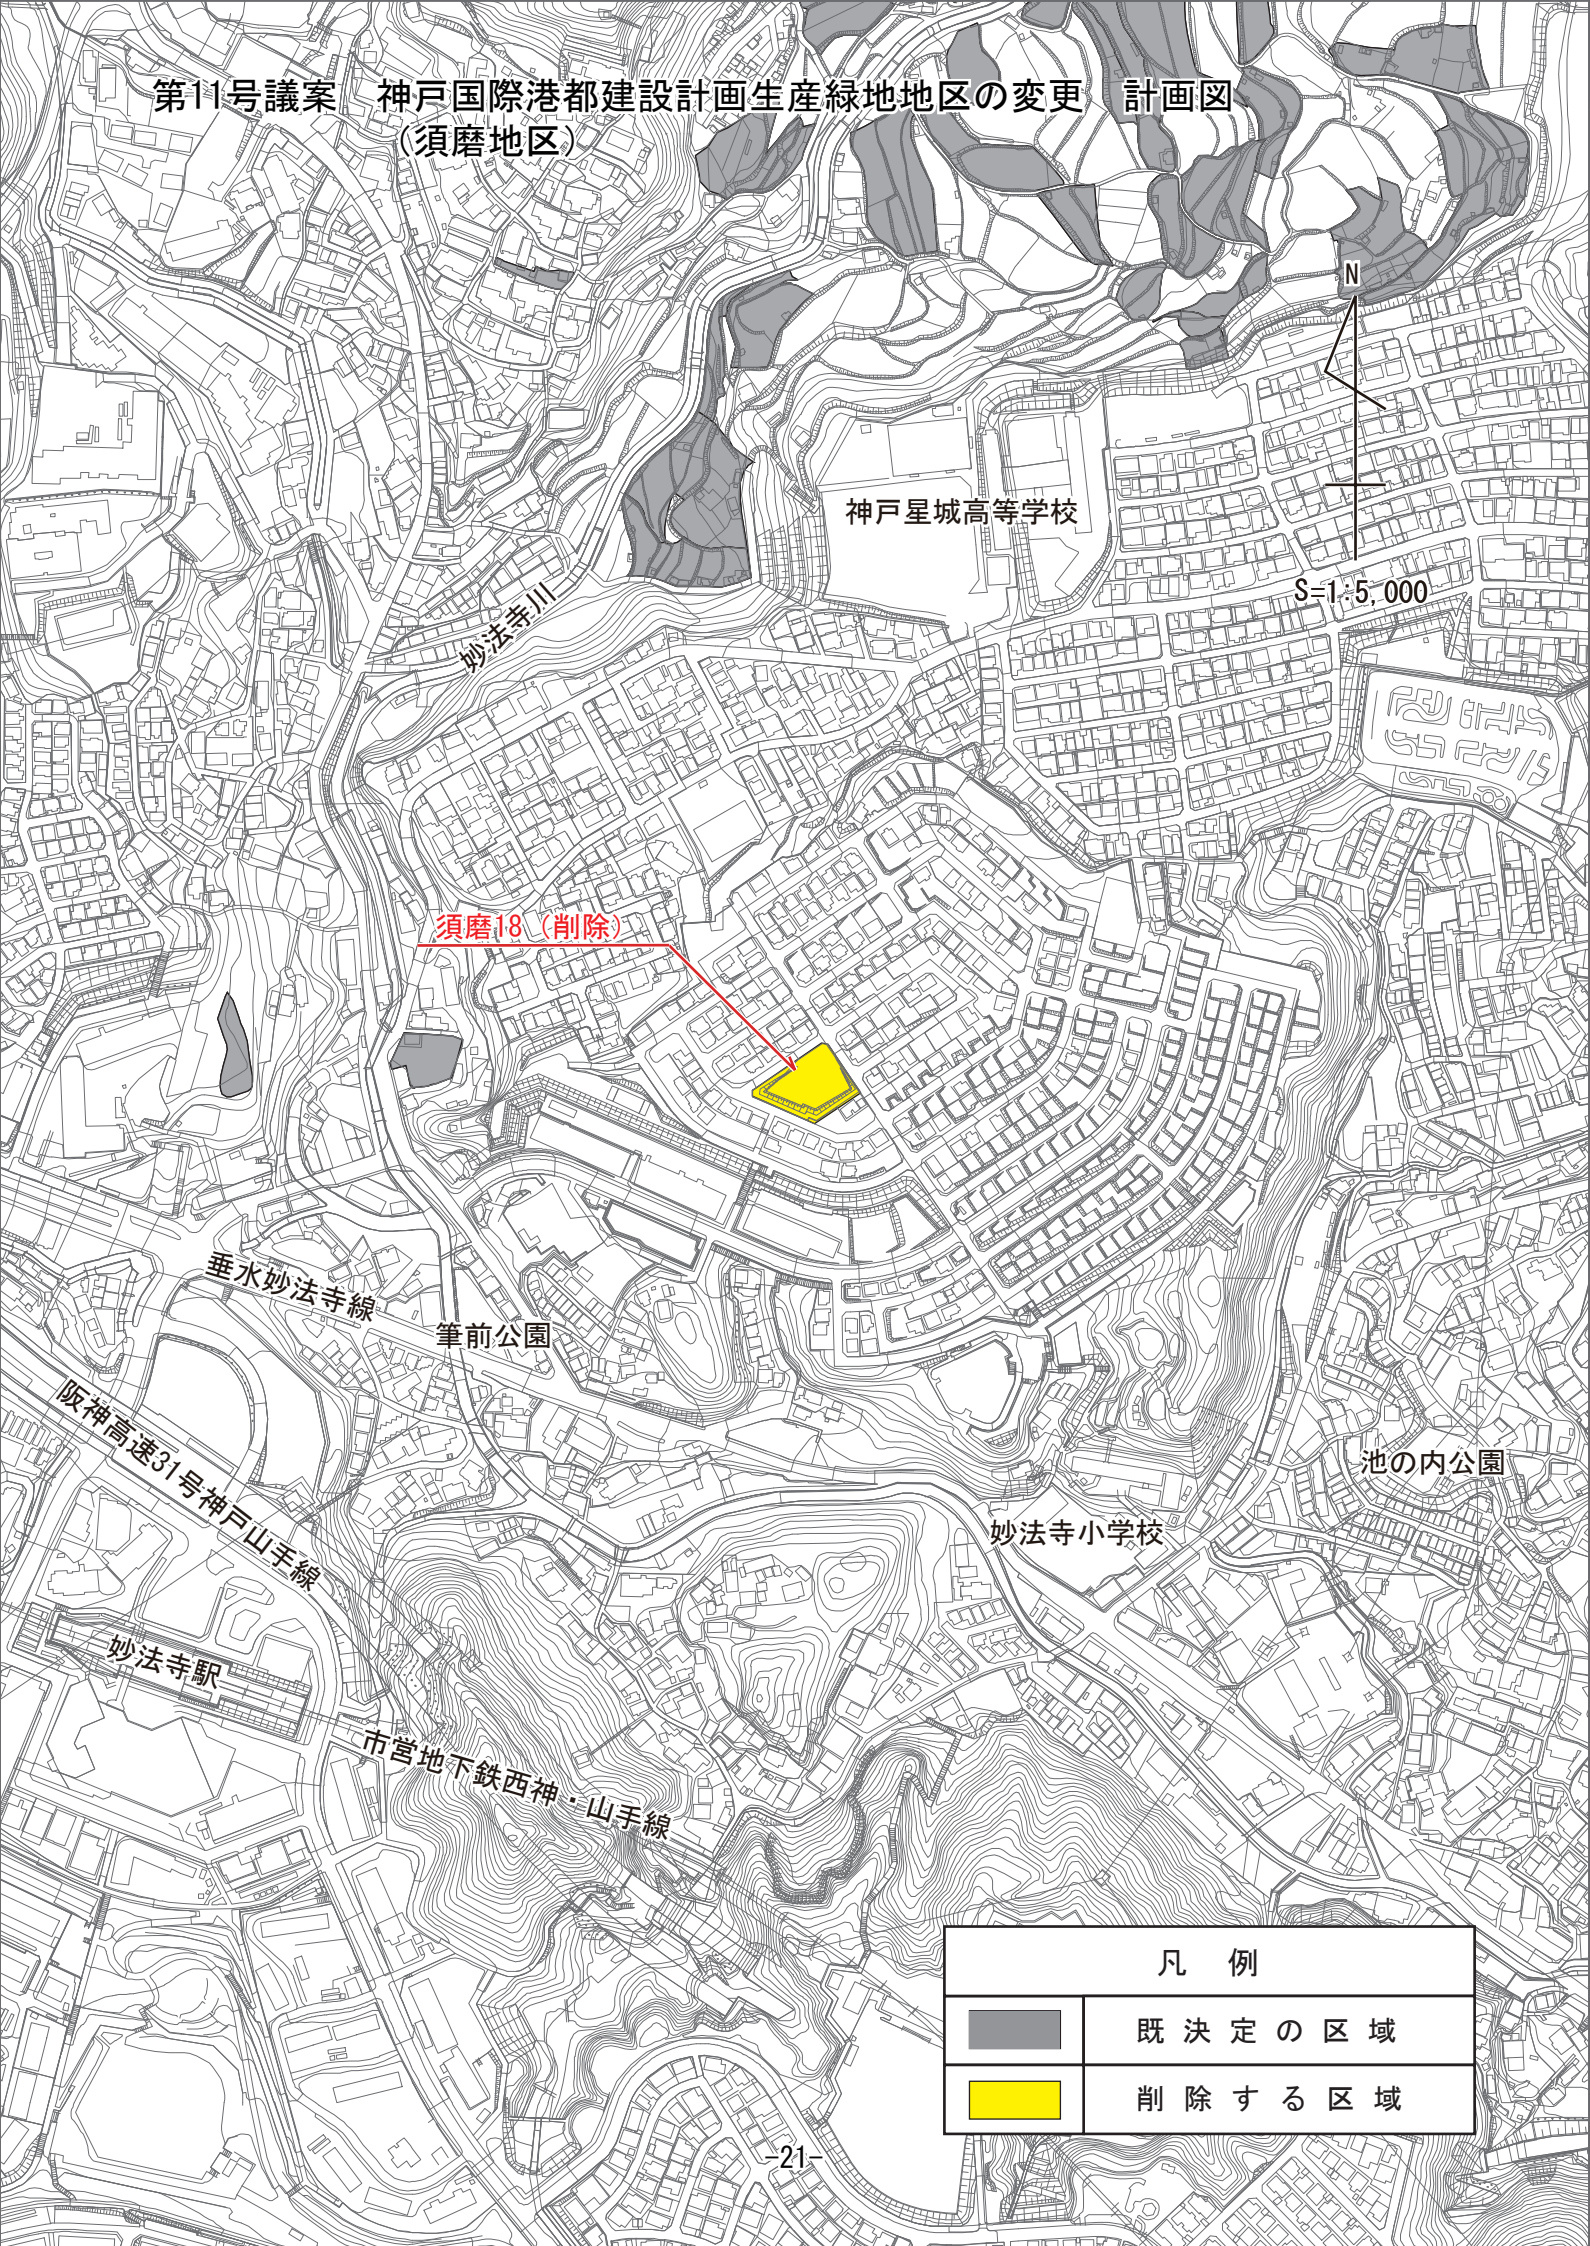 第11号議案　神戸国際港都建設計画生産緑地地区の変更　計画図
（須磨地区）
N
神戸星城高等学校
S=1:5,000
妙法寺川
須磨18（削除）
垂水妙法寺線
筆前公園
阪神高速31号神戸山手線
池の内公園
妙法寺小学校
妙法寺駅
市営地下鉄西神・山手線
凡　例
既決定の区域
削除する区域
-21-